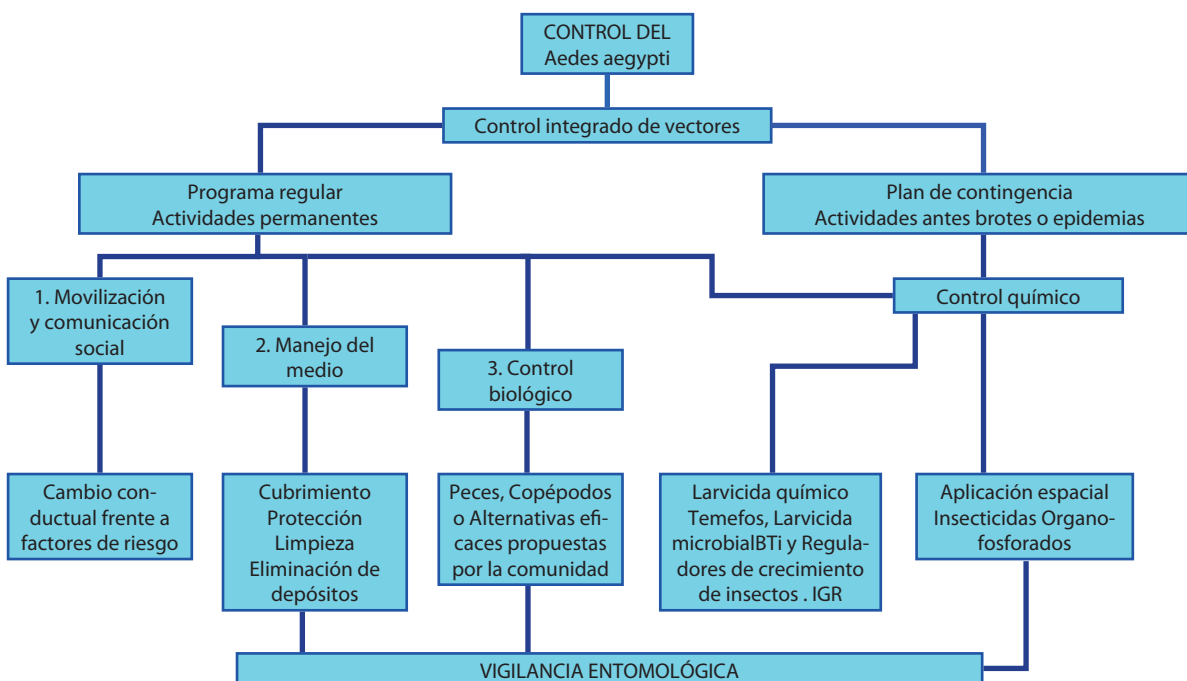 CONTROL DEL
Aedes aegypti
Control integrado de vectores
Programa regular
Actividades permanentes
Plan de contingencia
Actividades antes brotes o epidemias
1. Movilización
y comunicación
social
2. Manejo del
medio
3. Control
biológico
Control químico
Cambio con-
ductual frente a
factores de riesgo
Cubrimiento
Protección
Limpieza
Eliminación de
depósitos
Peces, Copépodos
o Alternativas efi-
caces propuestas
por la comunidad
Larvicida químico
Temefos, Larvicida
microbialBTi y Regula-
dores de crecimiento
de insectos . IGR
Aplicación espacial
Insecticidas Organo-
fosforados
VIGILANCIA ENTOMOLÓGICA